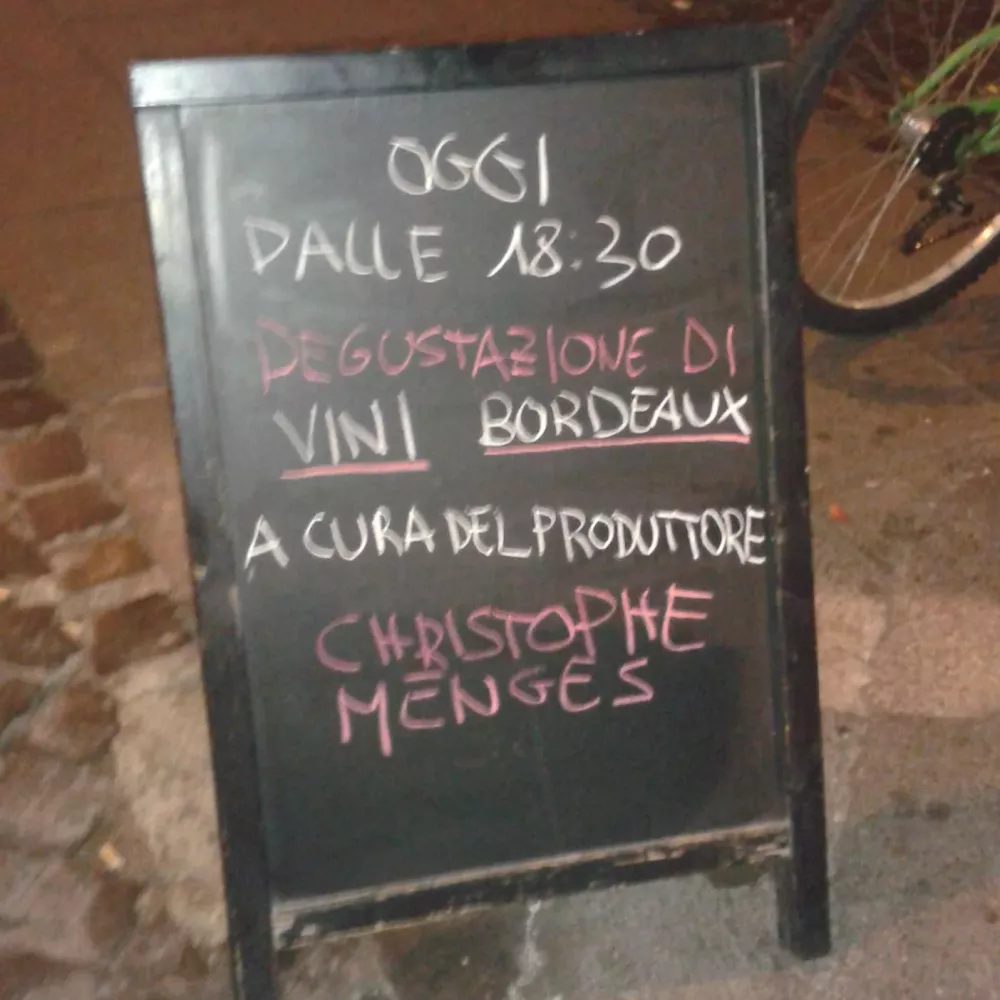 OGGI
DALLE 18:30
DEGUSTAZIONE DI
VINI BORDEAUX
A CURA DEL PRODUTTORE
CHRISTOPHE
MENGES